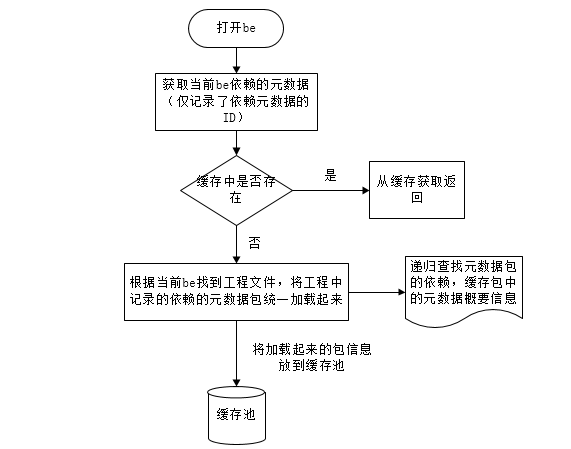 打开be
获取当前be依赖的元数据
（仅记录了依赖元数据的
ID）
缓存中是否存
在
是
从缓存获取返
回
否
根据当前be找到工程文件，将工程中
记录的依赖的元数据包统一加载起来
递归查找元数据包
的依赖，缓存包中
的元数据概要信息
将加载起来的包信息
放到缓存池
缓存池